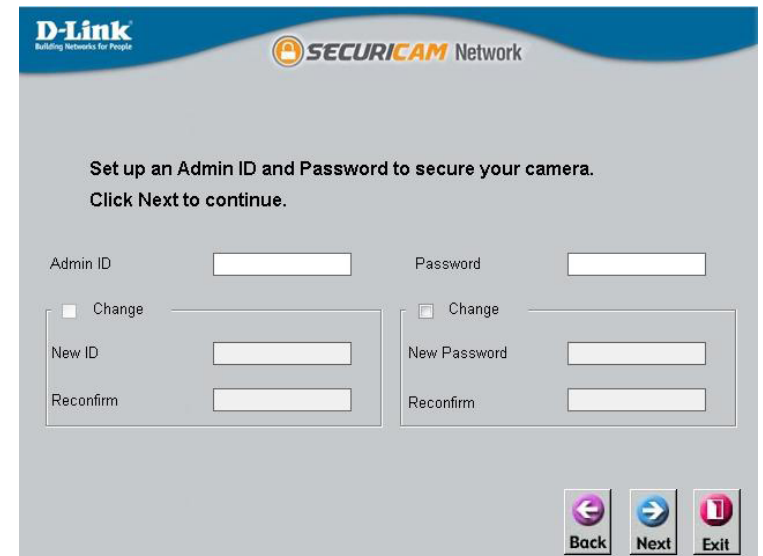 D-Link
Building Networks for People
SECURICAM Network
Set up an Admin ID and Password to secure your camera.
Click Next to continue.
Admin ID
Password
Change
Change
New ID
New Password
Reconfirm
Reconfirm
Back
Next
Exit